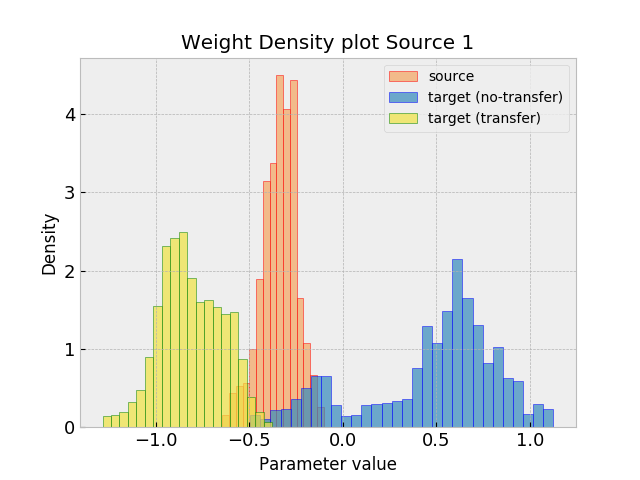 Weight Density plot Source 1
source
target (no-transfer)
target (transfer)
Density
4
3
2
1
0
−1.0 −0.5 0.0 0.5 1.0
Parameter value